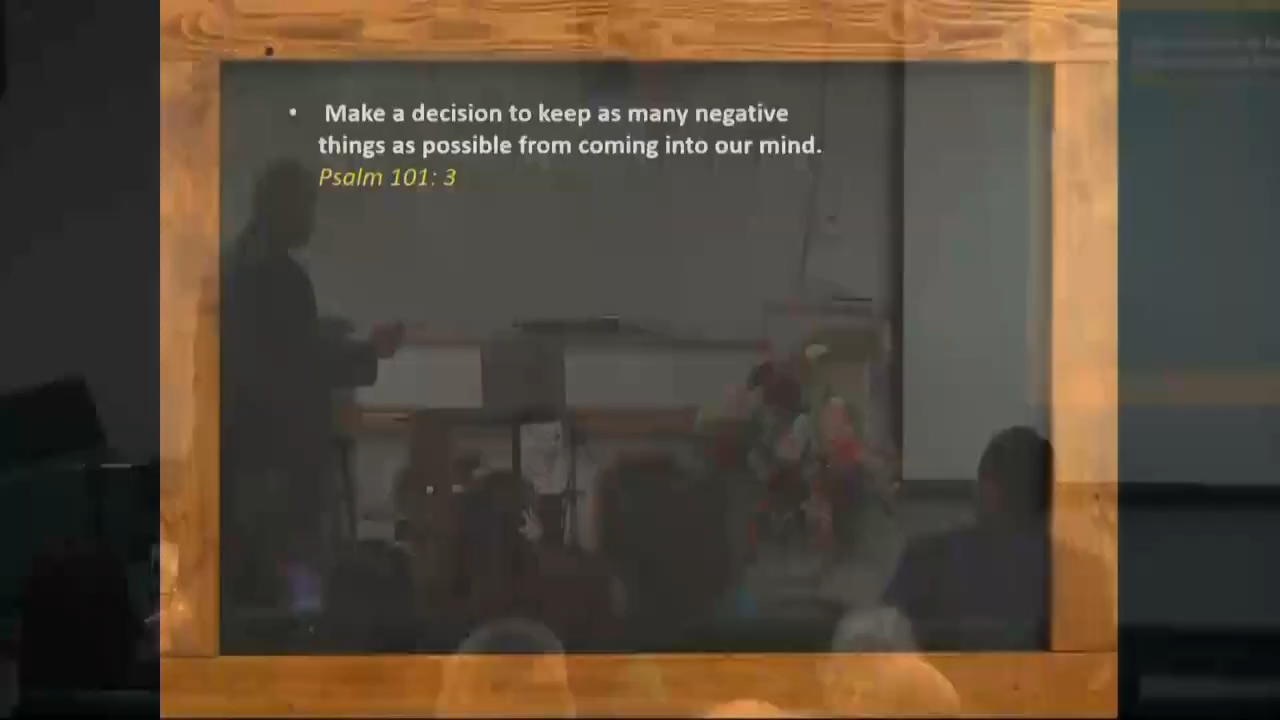 • Make a decision to keep as many negative
things as possible from coming into our mind.
Psalm 101: 3